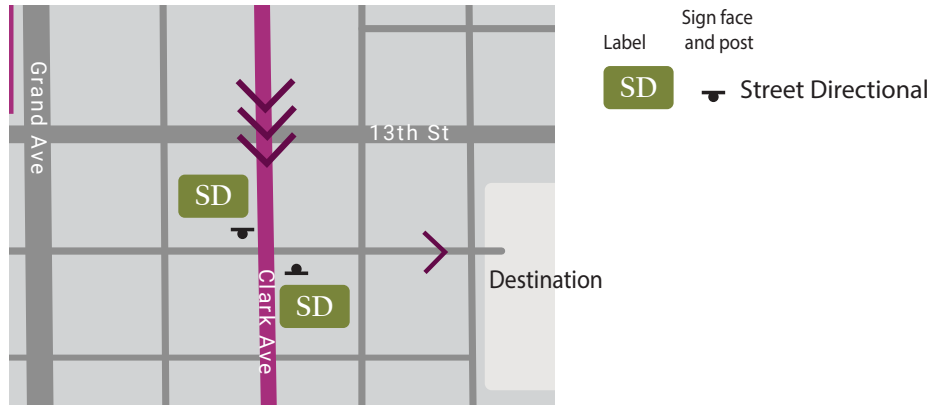 Grand Ave
13th St
SD
Clark Ave
SD
Destination
Label
Sign face
and post
SD
Street Directional